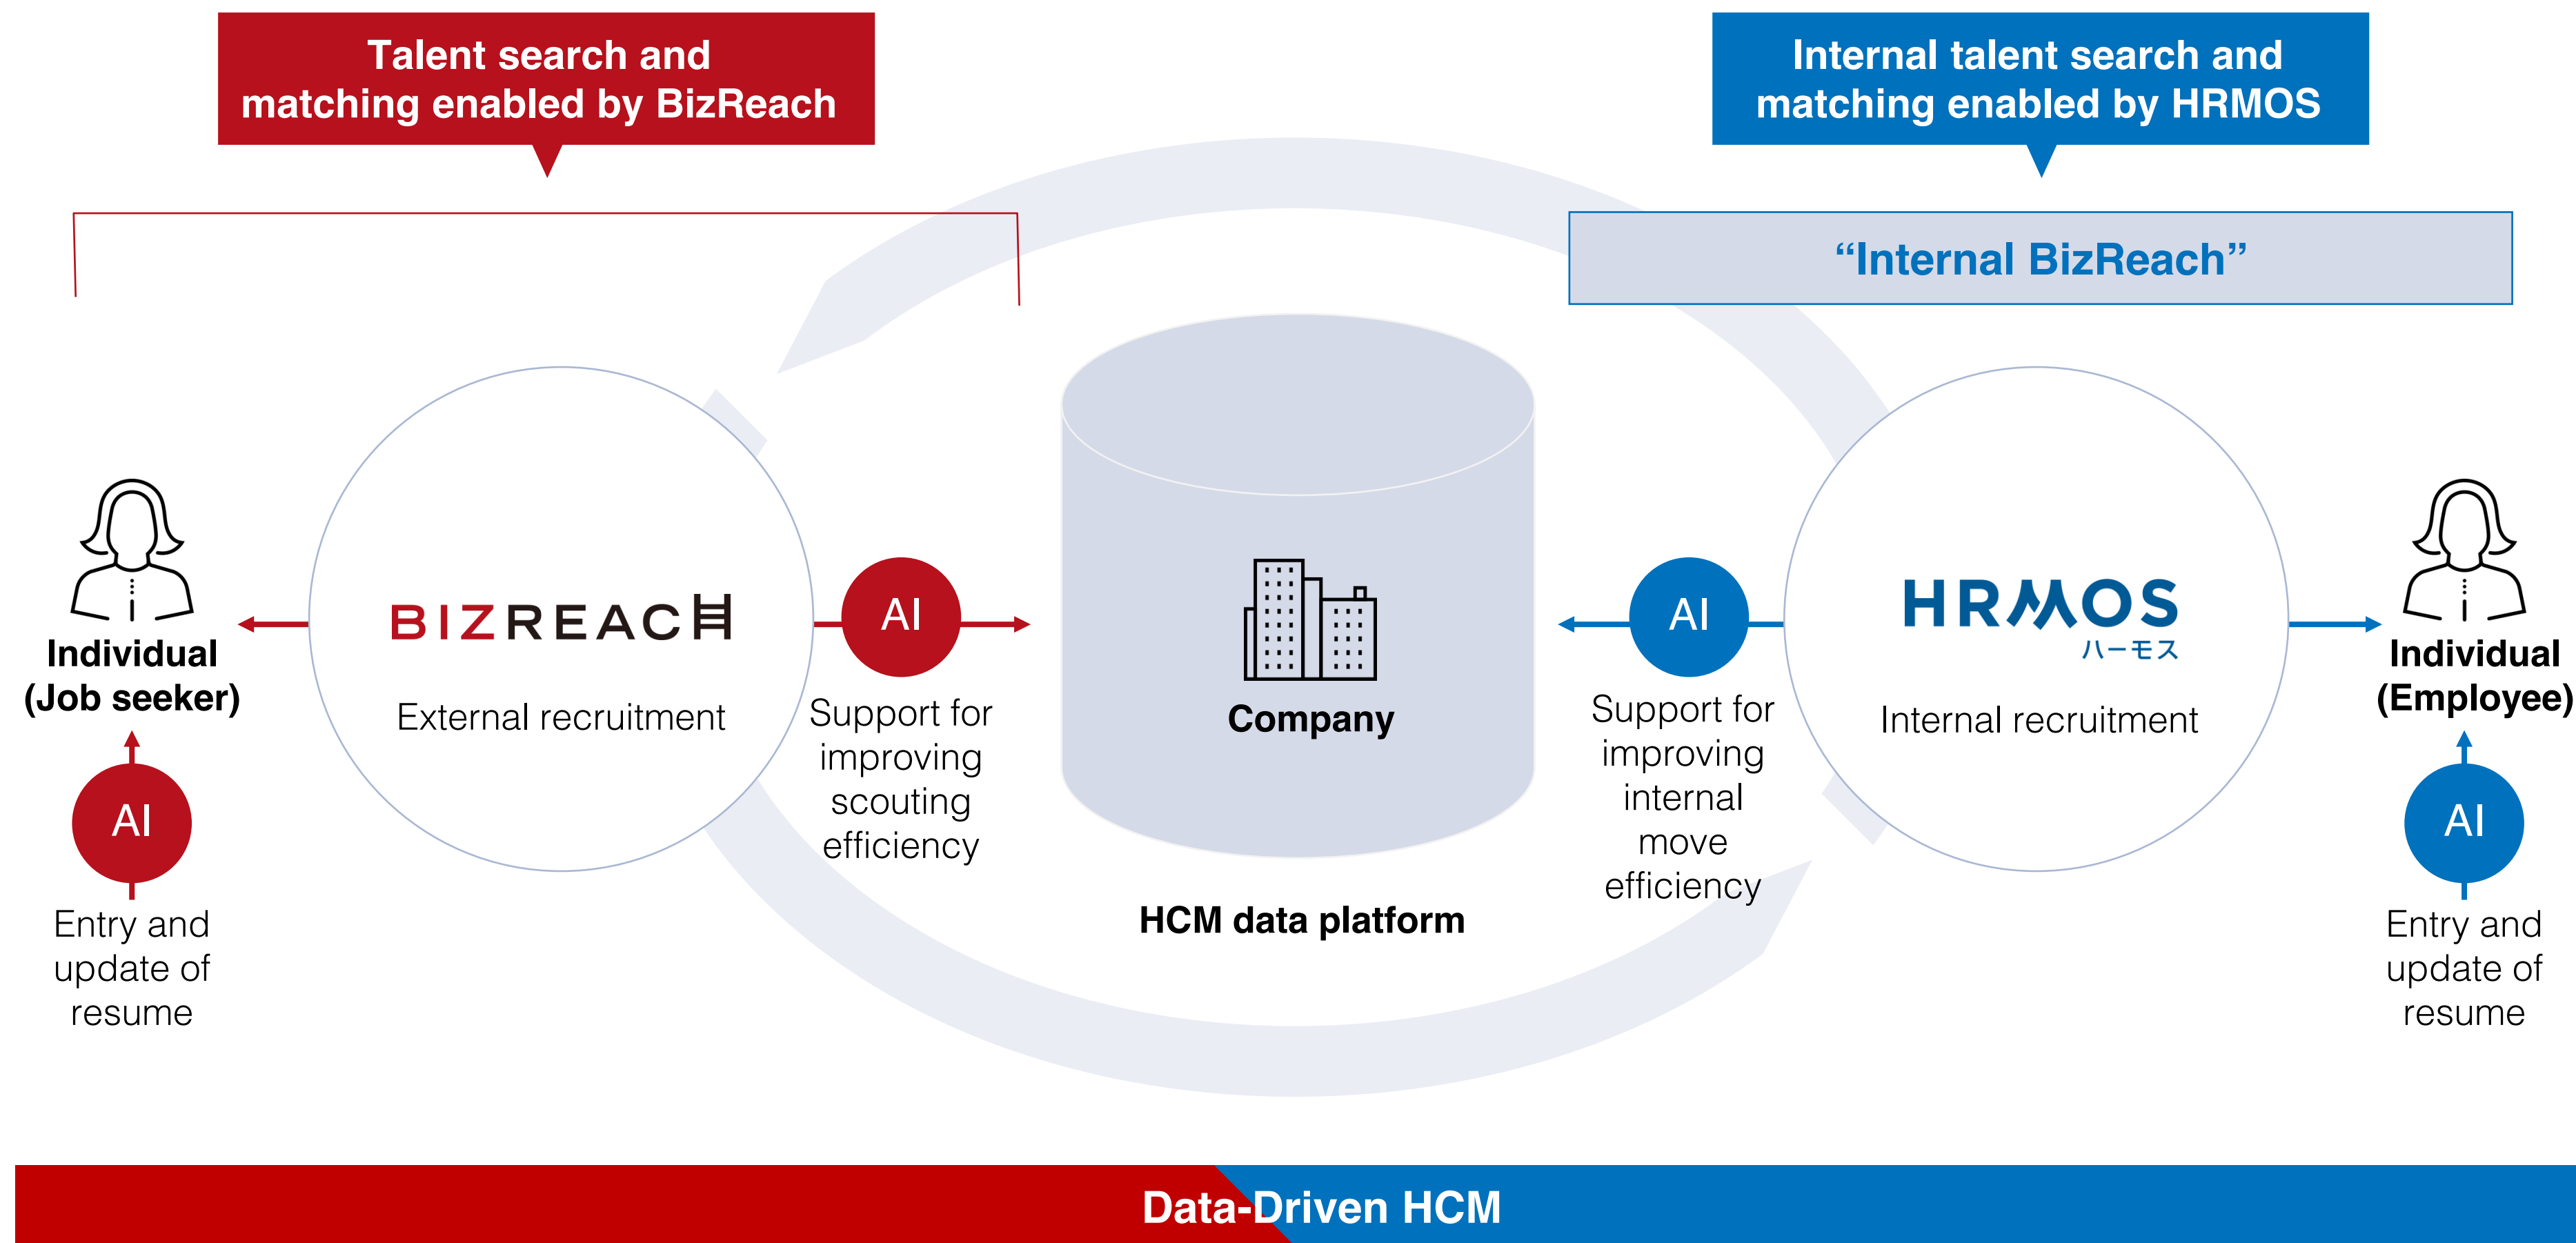 Talent search and
matching enabled by BizReach
Internal talent search and
matching enabled by HRMOS
“Internal BizReach”
Individual
(Job seeker)
AI
Entry and
update of
resume
BIZREACH
External recruitment
AI
Support for
improving
scouting
efficiency
Company
HCM data platform
AI
Support for
improving
internal
move
efficiency
HRMOS
ハーモス
Internal recruitment
Individual
(Employee)
AI
Entry and
update of
resume
Data-Driven HCM